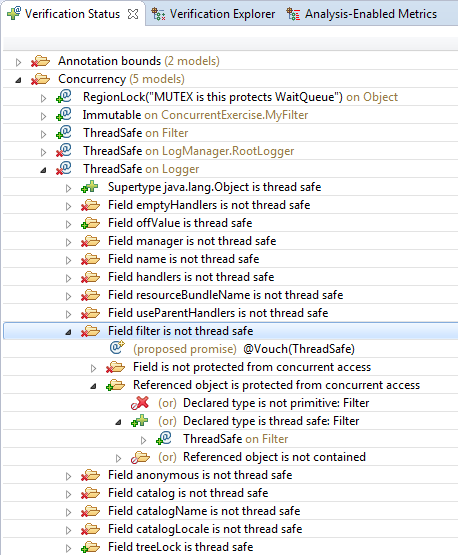 Verification Status Verification Explorer Analysis-Enabled Metrics
Annotation bounds (2 models)
Concurrency (5 models)
RegionLock("MUTEX is this protects WaitQueue") on Object
Immutable on ConcurrentExercise.MyFilter
ThreadSafe on Filter
ThreadSafe on LogManager.RootLogger
ThreadSafe on Logger
Supertype java.lang.Object is thread safe
Field emptyHandlers is not thread safe
Field offValue is thread safe
Field manager is not thread safe
Field name is not thread safe
Field handlers is not thread safe
Field resourceBundleName is not thread safe
Field useParentHandlers is not thread safe
Field filter is not thread safe
(proposed promise) @Vouch(ThreadSafe)
Field is not protected from concurrent access
Referenced object is protected from concurrent access
(or) Declared type is not primitive: Filter
(or) Declared type is thread safe: Filter
ThreadSafe on Filter
(or) Referenced object is not contained
Field anonymous is not thread safe
Field catalog is not thread safe
Field catalogName is not thread safe
Field catalogLocale is not thread safe
Field treeLock is thread safe